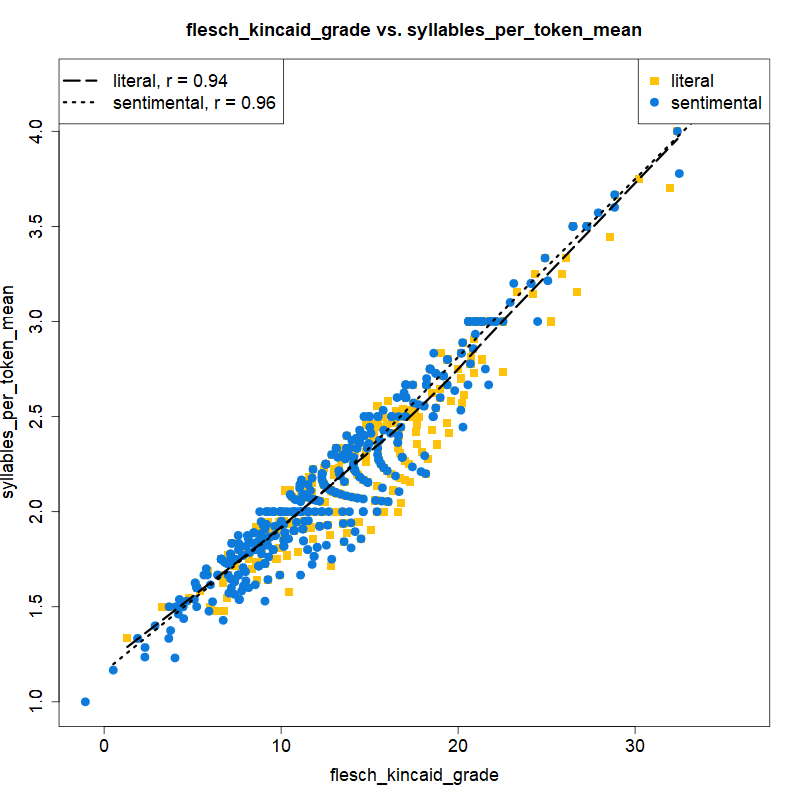 flesch_kincaid_grade vs. syllables_per_token_mean
literal, r = 0.94
sentimental, r = 0.96
literal
sentimental
syllables_per_token_mean
4.0
3.5
3.0
2.5
2.0
1.5
1.0
0 10 20 30
flesch_kincaid_grade